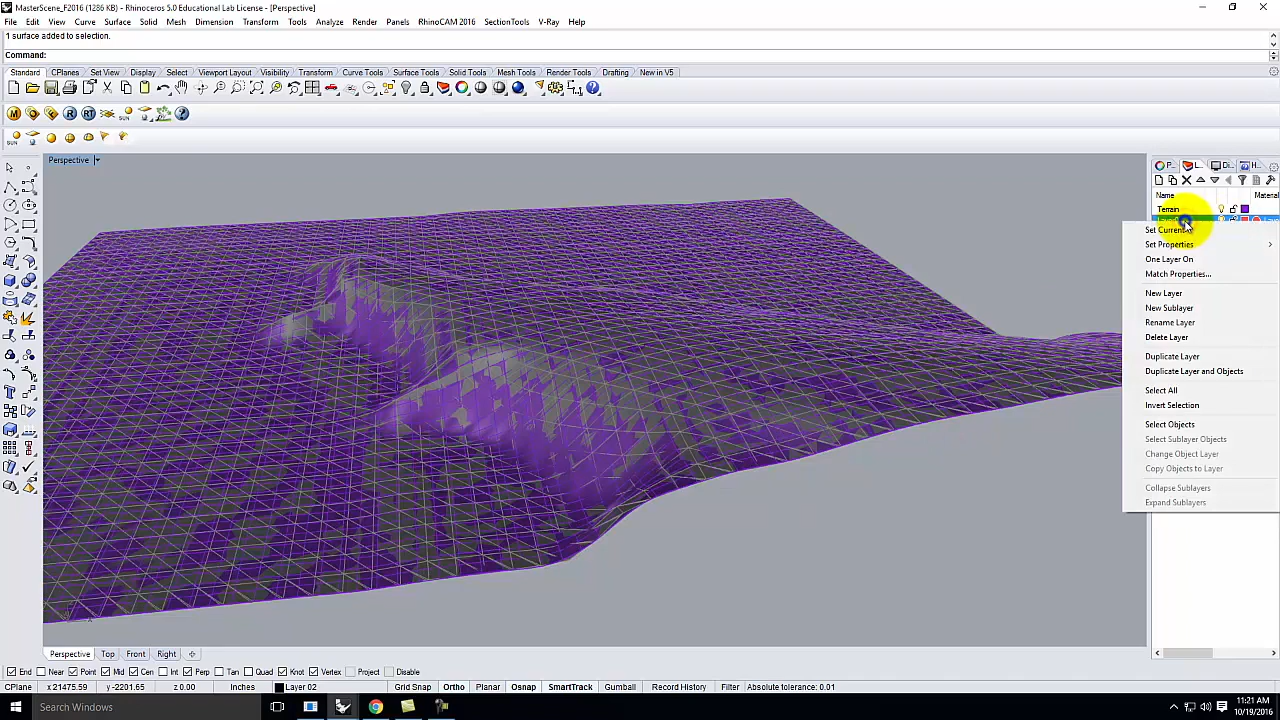 MasterScene_F2016 (1286 KB) - Rhinoceros 5.0 Educational Lab License - [Perspective]
File Edit View Curve Surface Solid Mesh Dimension Transform Tools Analyze Render Panels RhinoCAM 2016 SectionTools V-Ray Help
1 surface added to selection.
Command:
Standard CPlanes Set View Display Select Viewport Layout Visibility Transform Curve Tools Surface Tools Solid Tools Mesh Tools Render Tools Drafting New in V5
M R RT SUN
SUN
Perspective
P... L... Di... H...
Name Material
Terrain
Set Current
Set Properties
One Layer On
Match Properties...
New Layer
New Sublayer
Rename Layer
Delete Layer
Duplicate Layer
Duplicate Layer and Objects
Select All
Invert Selection
Select Objects
Select Sublayer Objects
Change Object Layer
Copy Objects to Layer
Collapse Sublayers
Expand Sublayers
Perspective Top Front Right
End Near Point Mid Cen Int Perp Tan Quad Knot Vertex Project Disable
CPlane x 21475.59 y -2201.65 z 0.00 Inches Layer 02 Grid Snap Ortho Planar Osnap SmartTrack Gumball Record History Filter Absolute tolerance: 0.01
Search Windows
11:21 AM
10/19/2016